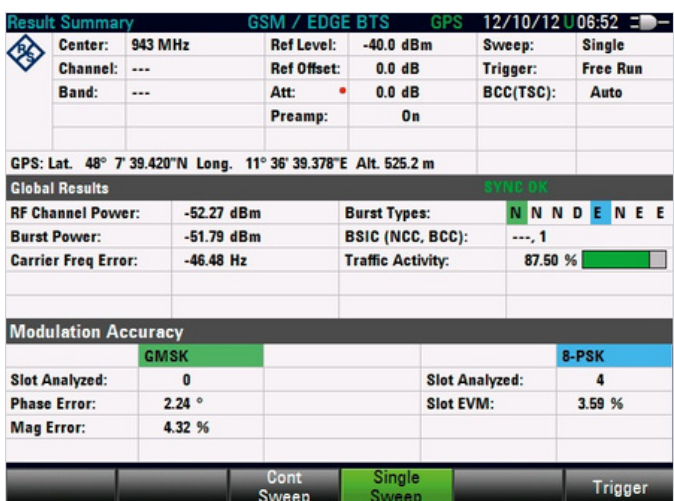 Result Summary GSM / EDGE BTS GPS 12/10/12 U 06:52
R&S Center: 943 MHz Ref Level: -40.0 dBm Sweep: Single
Channel: --- Ref Offset: 0.0 dB Trigger: Free Run
Band: --- Att: 0.0 dB BCC(TSC): Auto
Preamp: On
GPS: Lat. 48° 7' 39.420"N Long. 11° 36' 39.378"E Alt. 525.2 m
Global Results SYNC OK
RF Channel Power: -52.27 dBm Burst Types: N N N D E N E E
Burst Power: -51.79 dBm BSIC (NCC, BCC): ---, 1
Carrier Freq Error: -46.48 Hz Traffic Activity: 87.50 %
Modulation Accuracy
GMSK 8-PSK
Slot Analyzed: 0 Slot Analyzed: 4
Phase Error: 2.24 ° Slot EVM: 3.59 %
Mag Error: 4.32 %
Cont Sweep Single Sweep Trigger